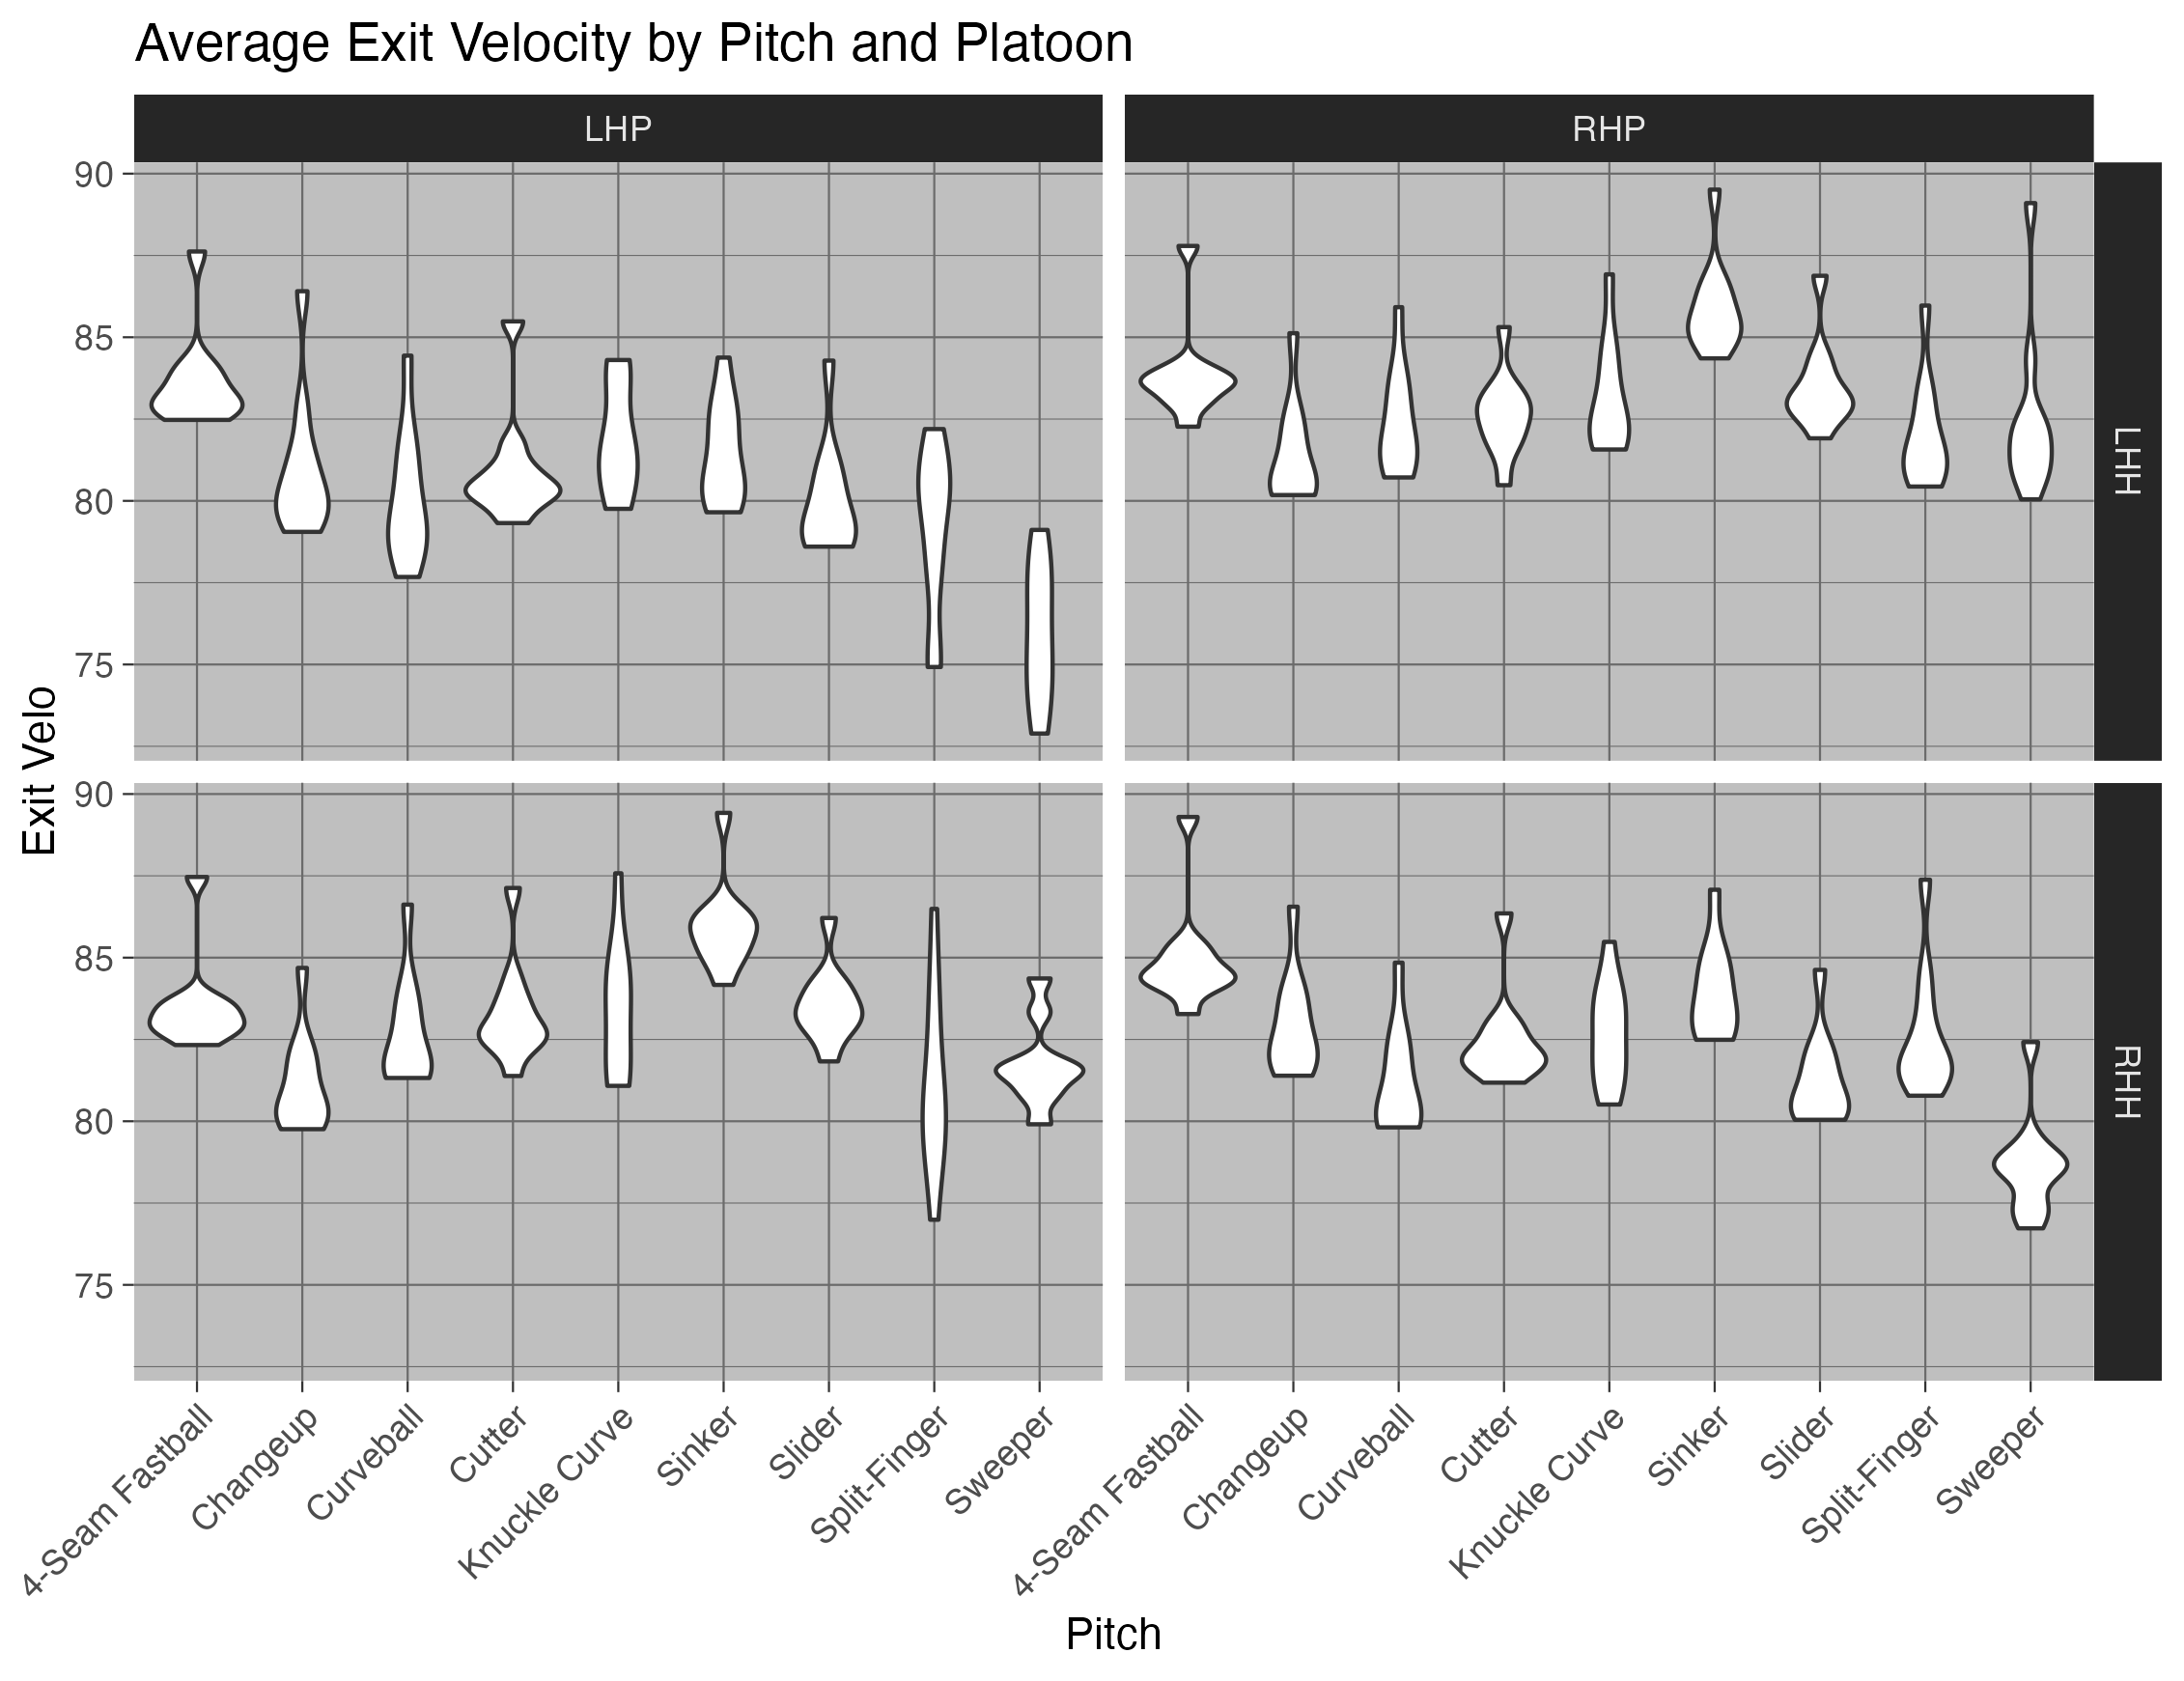 Average Exit Velocity by Pitch and Platoon
LHP
RHP
90
85
80
75
LHH
Exit Velo
90
85
80
75
RHH
4-Seam Fastball
Changeup
Curveball
Cutter
Knuckle Curve
Sinker
Slider
Split-Finger
Sweeper
4-Seam Fastball
Changeup
Curveball
Cutter
Knuckle Curve
Sinker
Slider
Split-Finger
Sweeper
Pitch